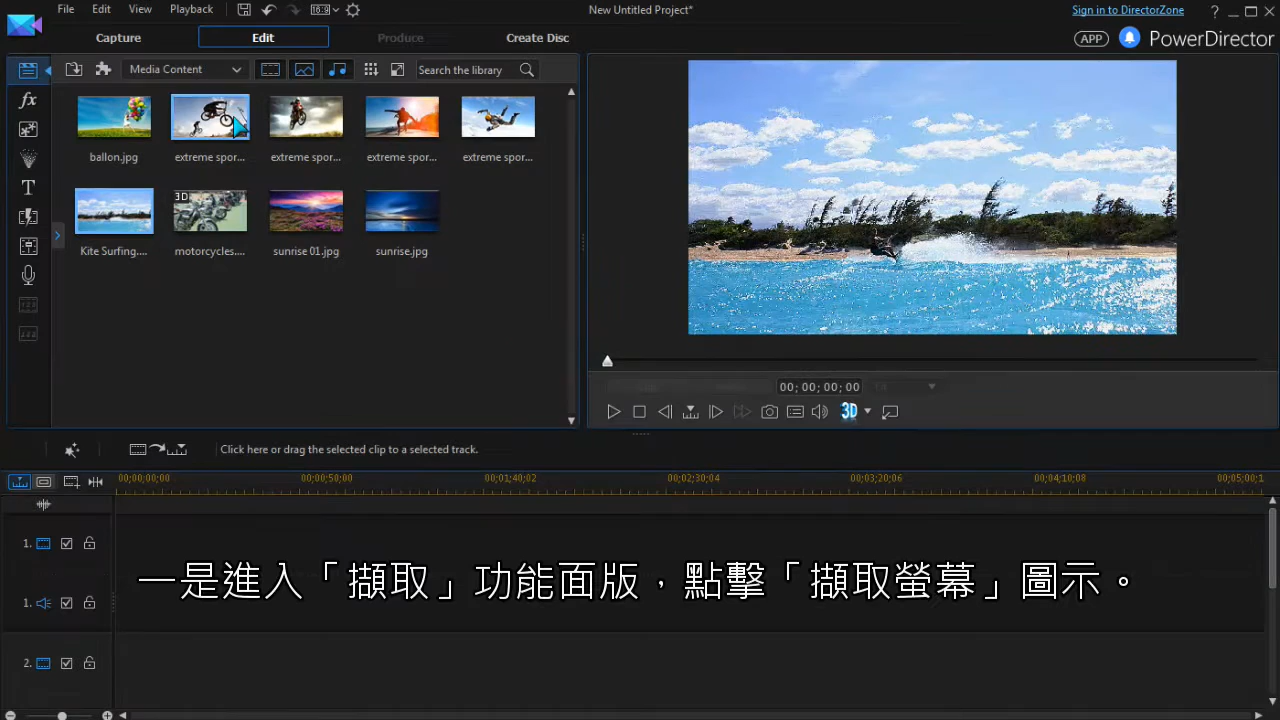 File Edit View Playback
New Untitled Project*
Sign in to DirectorZone
?
Capture
Edit
Produce
Create Disc
APP
PowerDirector
Media Content
Search the library
fx
T
ballon.jpg
extreme spor...
extreme spor...
extreme spor...
extreme spor...
3D
Kite Surfing....
motorcycles....
sunrise 01.jpg
sunrise.jpg
00; 00; 00; 00
3D
Click here or drag the selected clip to a selected track.
00;00;00;00 00;00;50;00 00;01;40;02 00;02;30;04 00;03;20;06 00;04;10;08 00;05;00;1
1.
一是進入「擷取」功能面版，點擊「擷取螢幕」圖示。
1.
2.